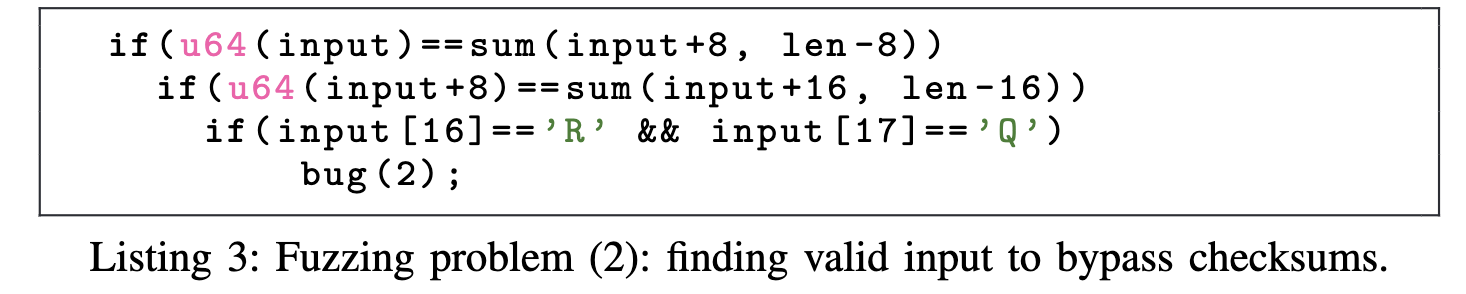 if(u64(input)==sum(input+8, len-8))
if(u64(input+8)==sum(input+16, len-16))
if(input[16]==’R’ && input[17]==’Q’)
bug(2);
Listing 3: Fuzzing problem (2): finding valid input to bypass checksums.